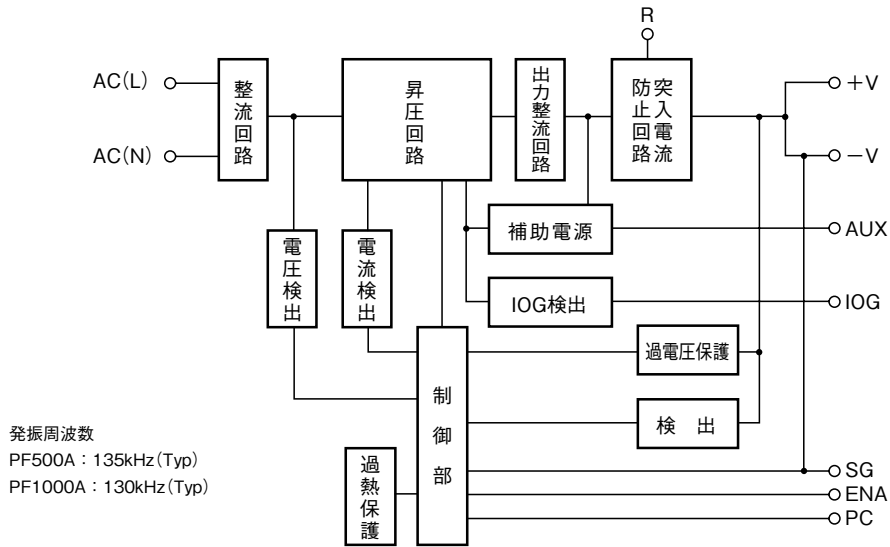 R
AC(L)
AC(N)
整流回路
昇圧回路
出力整流回路
突入電流
防止回路
+V
−V
補助電源
AUX
電圧検出
電流検出
IOG検出
IOG
過電圧保護
制御部
検 出
発振周波数
PF500A：135kHz(Typ)
PF1000A：130kHz(Typ)
過熱保護
SG
ENA
PC